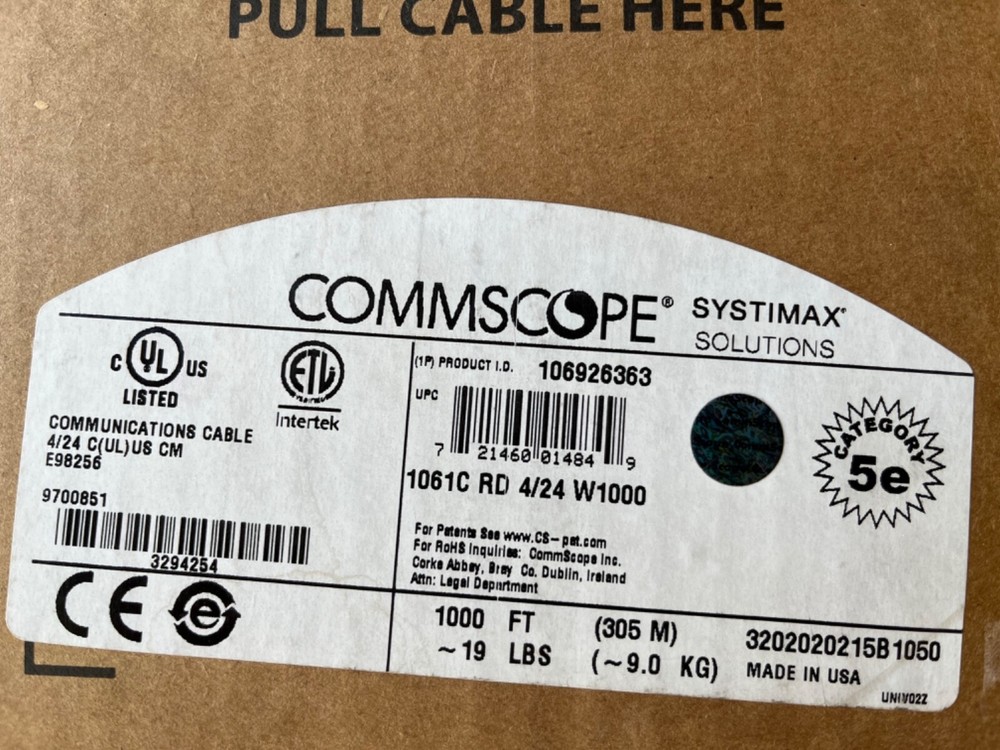 PULL CABLE HERE
COMMSCOPE® SYSTIMAX®
SOLUTIONS
C UL US
LISTED
ETL
Intertek
COMMUNICATIONS CABLE
4/24 C(UL)US CM
E98256
9700851
3294254
(1P) PRODUCT I.D. 106926363
UPC
7 21460 01484 9
1061C RD 4/24 W1000
For Patents See www.CS-pat.com
For RoHS Inquiries: CommScope Inc.
Corke Abbey, Bray Co. Dublin, Ireland
Attn: Legal Department
CATEGORY
5e
CE e
1000 FT (305 M)
~19 LBS (~9.0 KG)
3202020215B1050
MADE IN USA
UNIV02Z